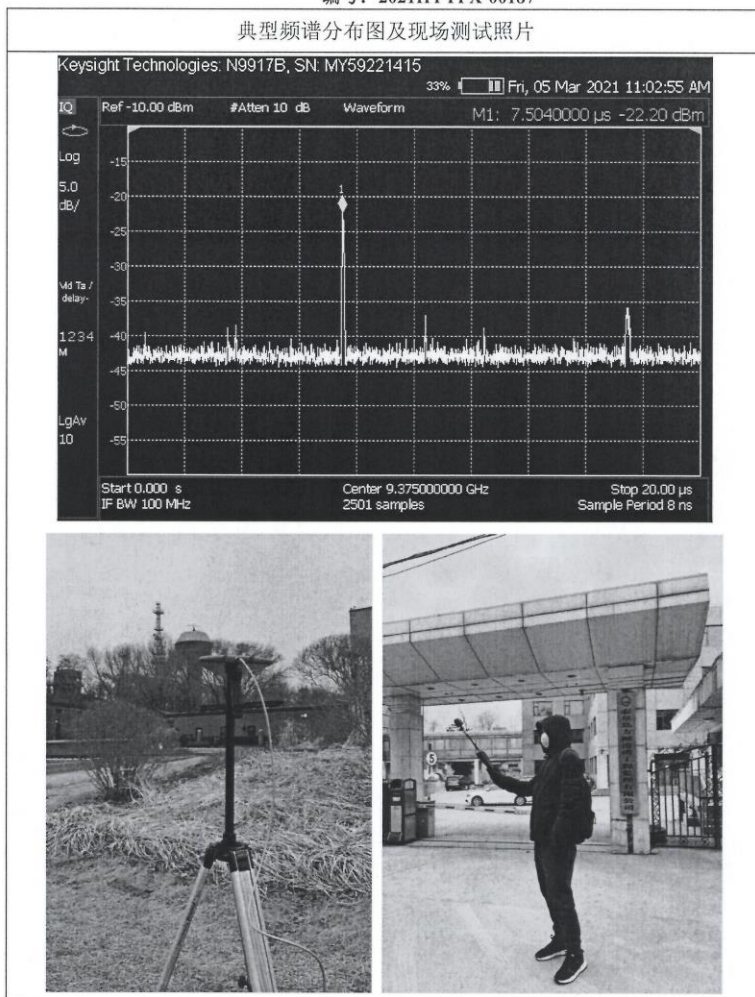 典型频谱分布图及现场测试照片
Keysight Technologies: N9917B, SN: MY59221415
33% Fri, 05 Mar 2021 11:02:55 AM
IQ Ref -10.00 dBm #Atten 10 dB Waveform M1: 7.5040000 µs -22.20 dBm
Log
5.0
dB/
Md Ta /
delay-
1234
M
LgAv
10
1
-15
-20
-25
-30
-35
-40
-45
-50
-55
Start 0.000 s Center 9.375000000 GHz Stop 20.00 µs
IF BW 100 MHz 2501 samples Sample Period 8 ns
5